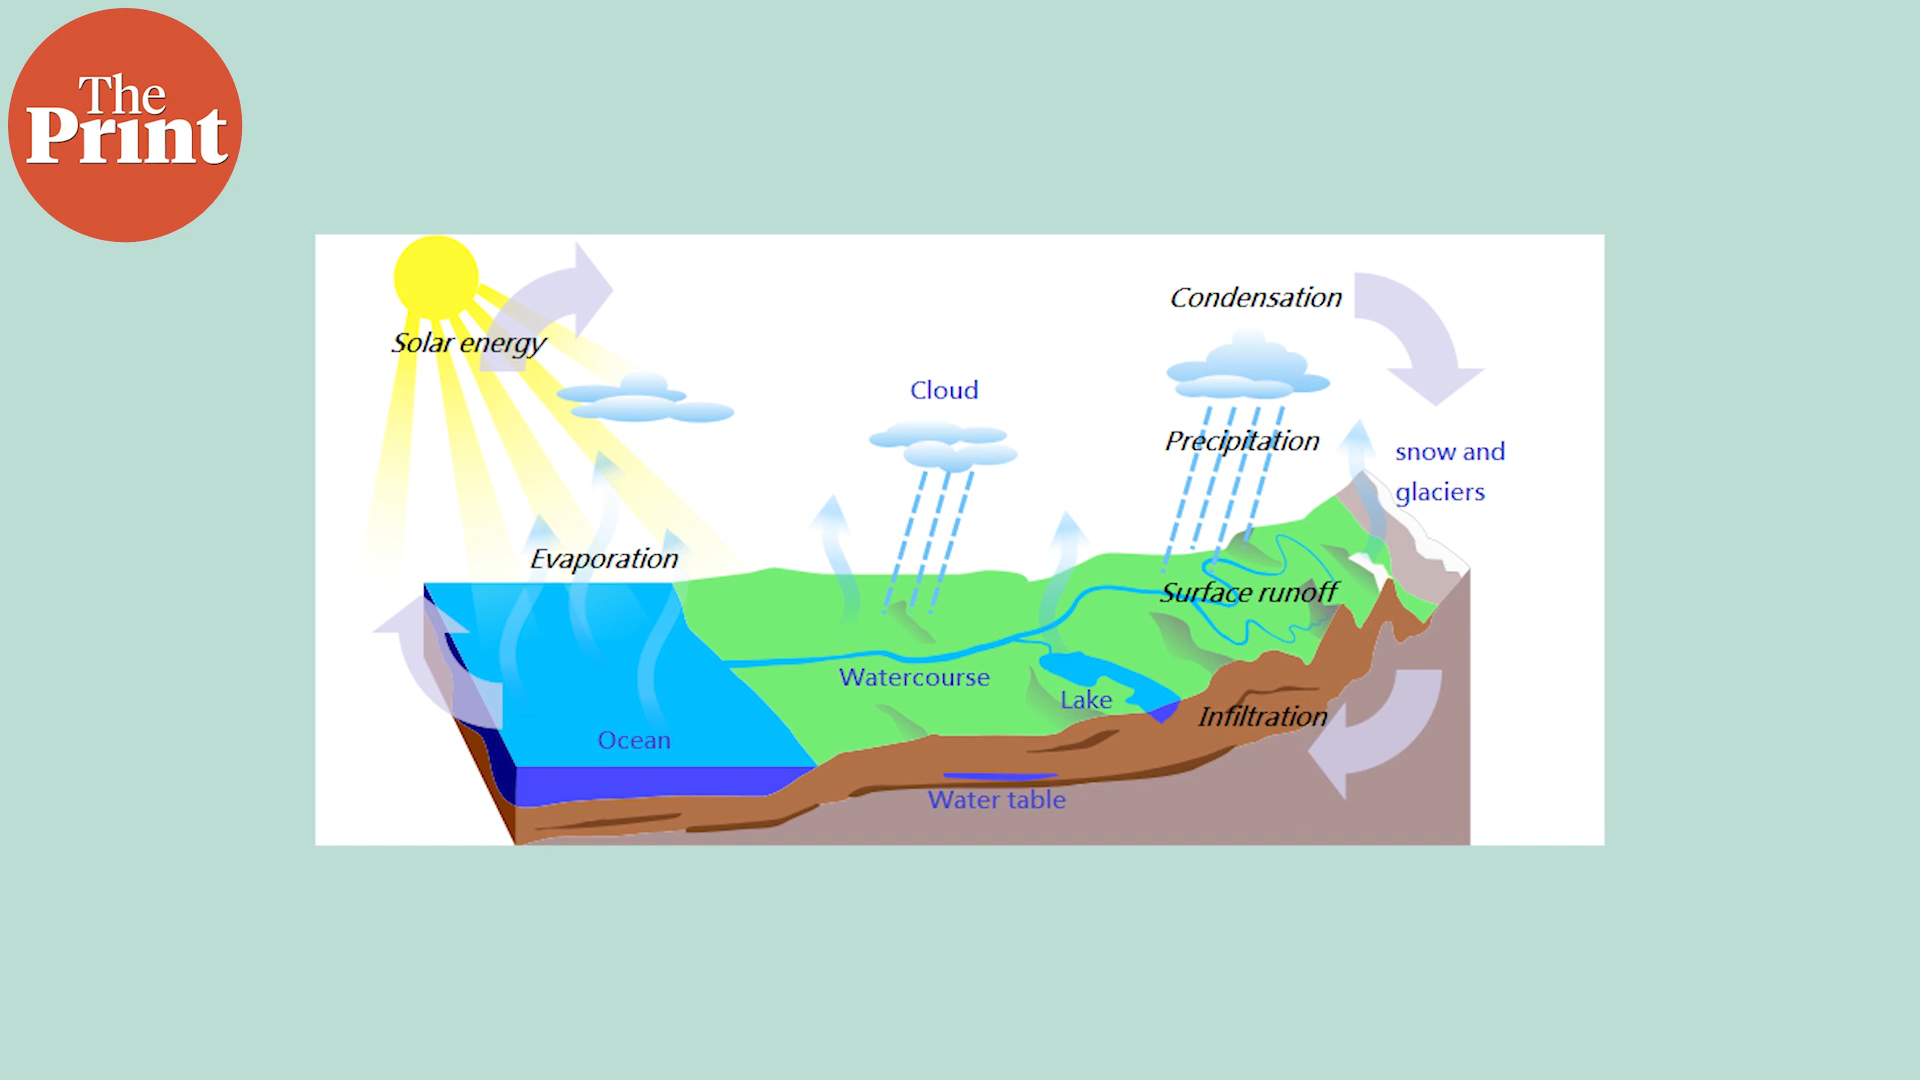 The
Print
Solar energy
Condensation
Cloud
Precipitation
snow and
glaciers
Evaporation
Surface runoff
Watercourse
Lake
Infiltration
Ocean
Water table